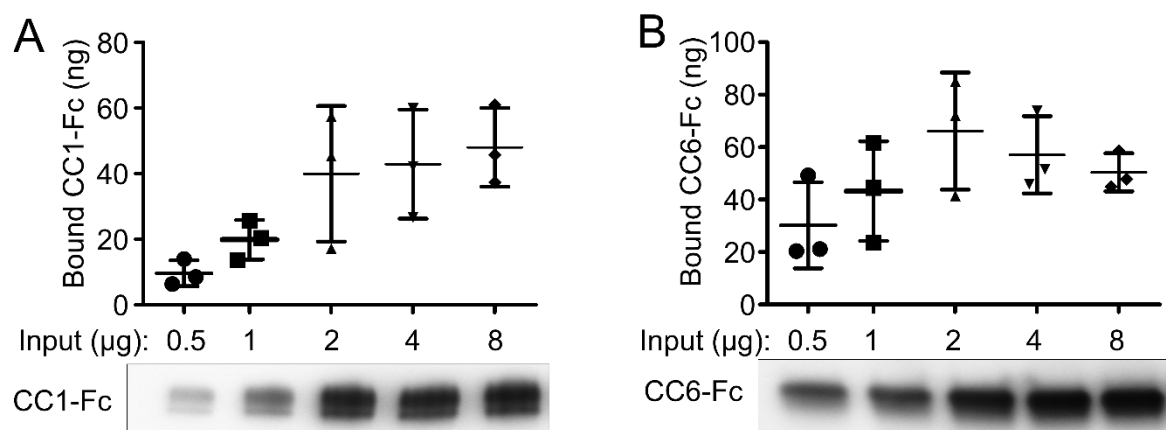 A
B
Bound CC1-Fc (ng)
80
60
40
20
0
Input (µg): 0.5 1 2 4 8
CC1-Fc
Bound CC6-Fc (ng)
100
80
60
40
20
0
Input (µg): 0.5 1 2 4 8
CC6-Fc